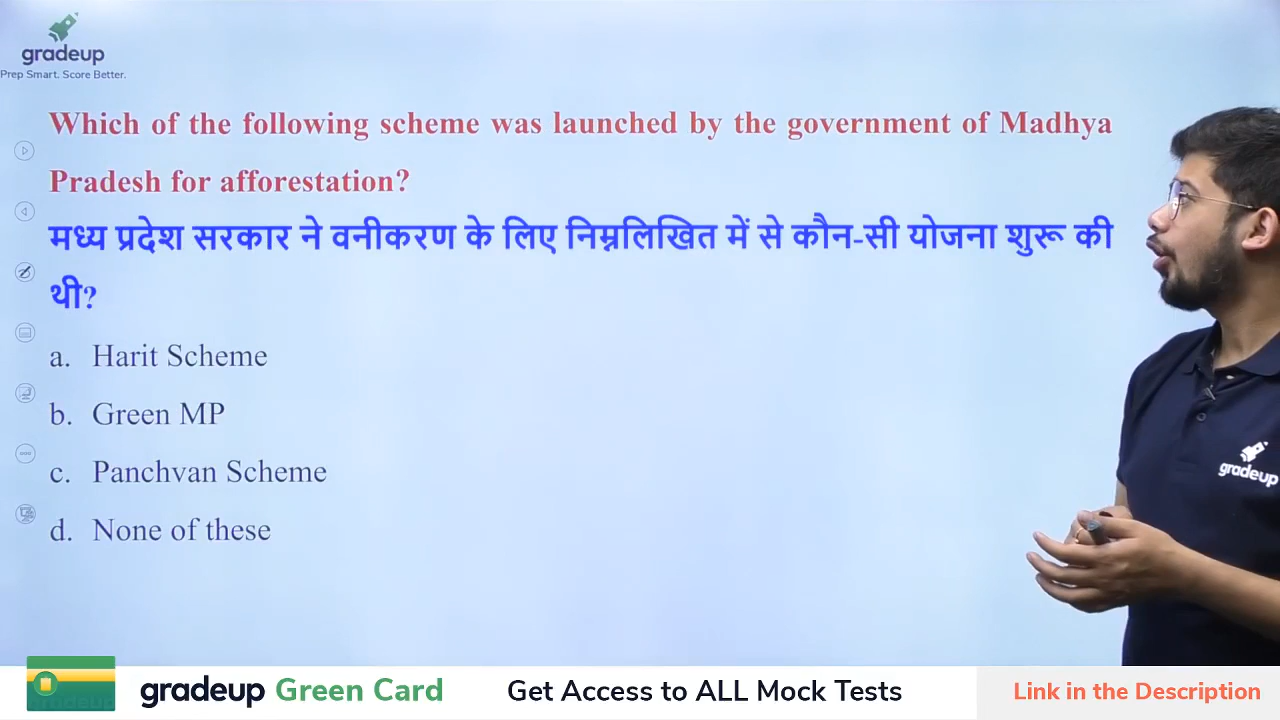 gradeup
Prep Smart. Score Better.
Which of the following scheme was launched by the government of Madhya
Pradesh for afforestation?
मध्य प्रदेश सरकार ने वनीकरण के लिए निम्नलिखित में से कौन-सी योजना शुरू की
थी?
a. Harit Scheme
b. Green MP
c. Panchvan Scheme
d. None of these
gradeup
gradeup Green Card
Get Access to ALL Mock Tests
Link in the Description